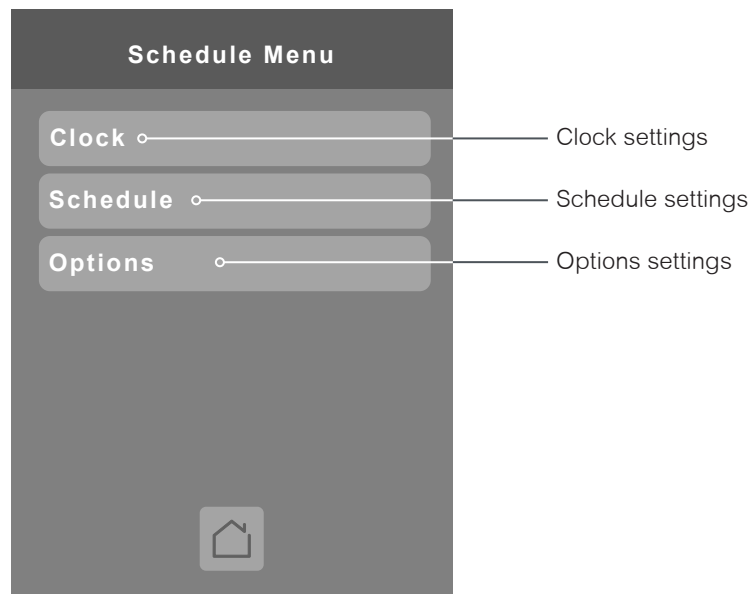 Schedule Menu
Clock
Clock settings
Schedule
Schedule settings
Options
Options settings